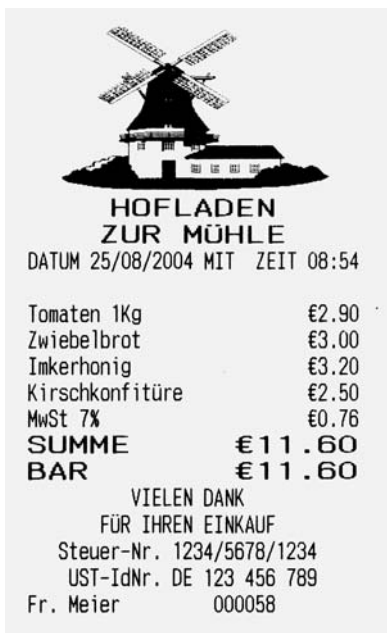 HOFLADEN
ZUR MÜHLE
DATUM 25/08/2004 MIT ZEIT 08:54
Tomaten 1Kg €2.90
Zwiebelbrot €3.00
Imkerhonig €3.20
Kirschkonfitüre €2.50
MwSt 7% €0.76
SUMME €11.60
BAR €11.60
VIELEN DANK
FÜR IHREN EINKAUF
Steuer-Nr. 1234/5678/1234
UST-IdNr. DE 123 456 789
Fr. Meier 000058